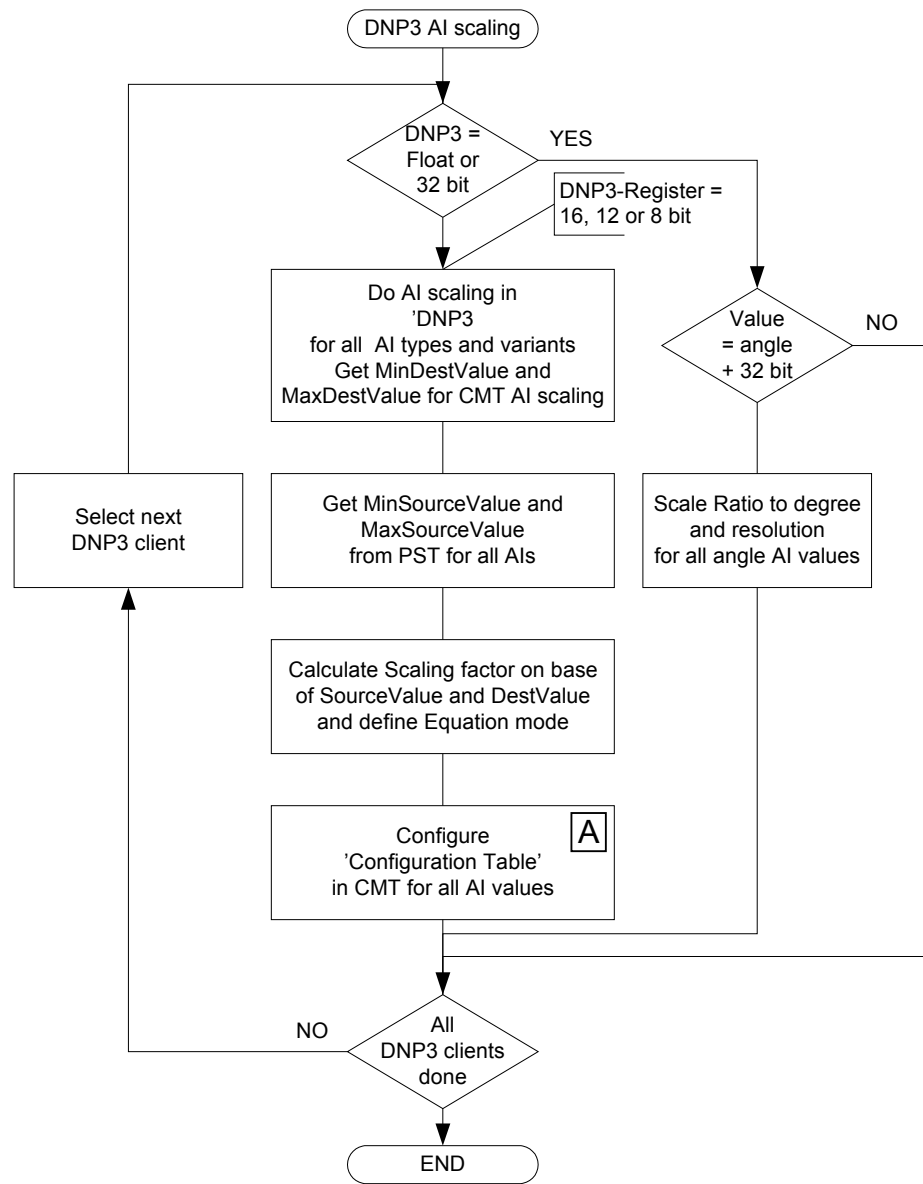 DNP3 AI scaling
DNP3 =
Float or
32 bit
YES
DNP3-Register =
16, 12 or 8 bit
Do AI scaling in
'DNP3
for all  AI types and variants
Get MinDestValue and
MaxDestValue for CMT AI scaling
Value
= angle
+ 32 bit
NO
Select next
DNP3 client
Get MinSourceValue and
MaxSourceValue
from PST for all AIs
Scale Ratio to degree
and resolution
for all angle AI values
Calculate Scaling factor on base
of SourceValue and DestValue
and define Equation mode
A
Configure
'Configuration Table'
in CMT for all AI values
NO
All
DNP3 clients
done
END